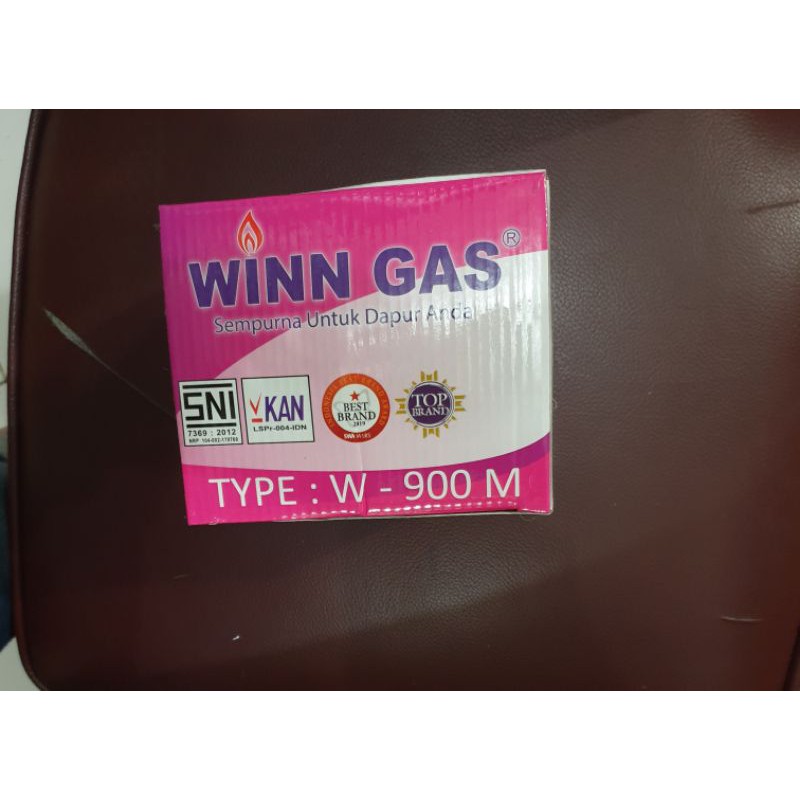 WINN GAS®
Sempurna Untuk Dapur Anda
SNI
7369 : 2012
KAN
LSPr-004-IDN
BEST
BRAND
2019
TOP
BRAND
TYPE : W - 900 M